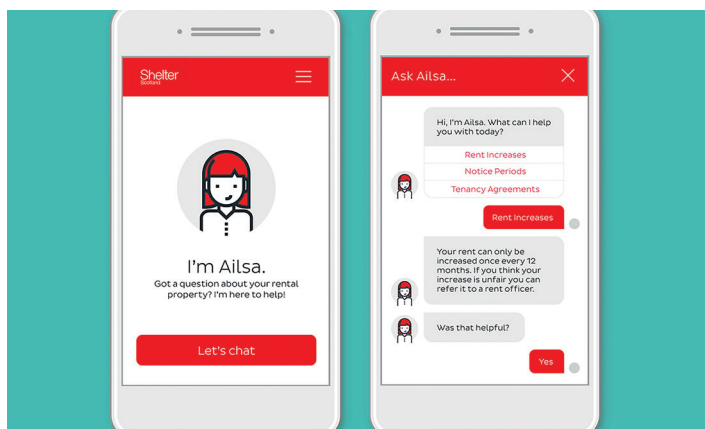 Shelter
Scotland
I'm Ailsa.
Got a question about your rental
property? I'm here to help!
Let's chat
Ask Ailsa...
Hi, I'm Ailsa. What can I help
you with today?
Rent Increases
Notice Periods
Tenancy Agreements
Rent Increases
Your rent can only be
increased once every 12
months. If you think your
increase is unfair you can
refer it to a rent officer.
Was that helpful?
Yes